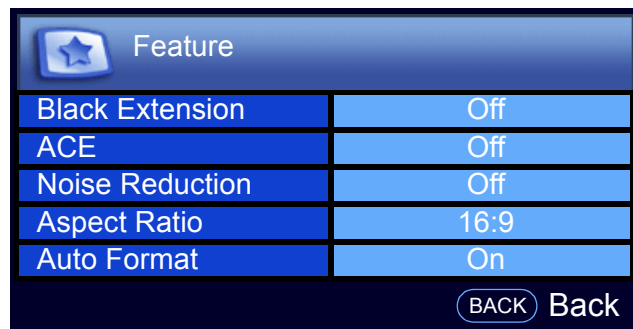 Feature
Black Extension Off
ACE Off
Noise Reduction Off
Aspect Ratio 16:9
Auto Format On
BACK Back